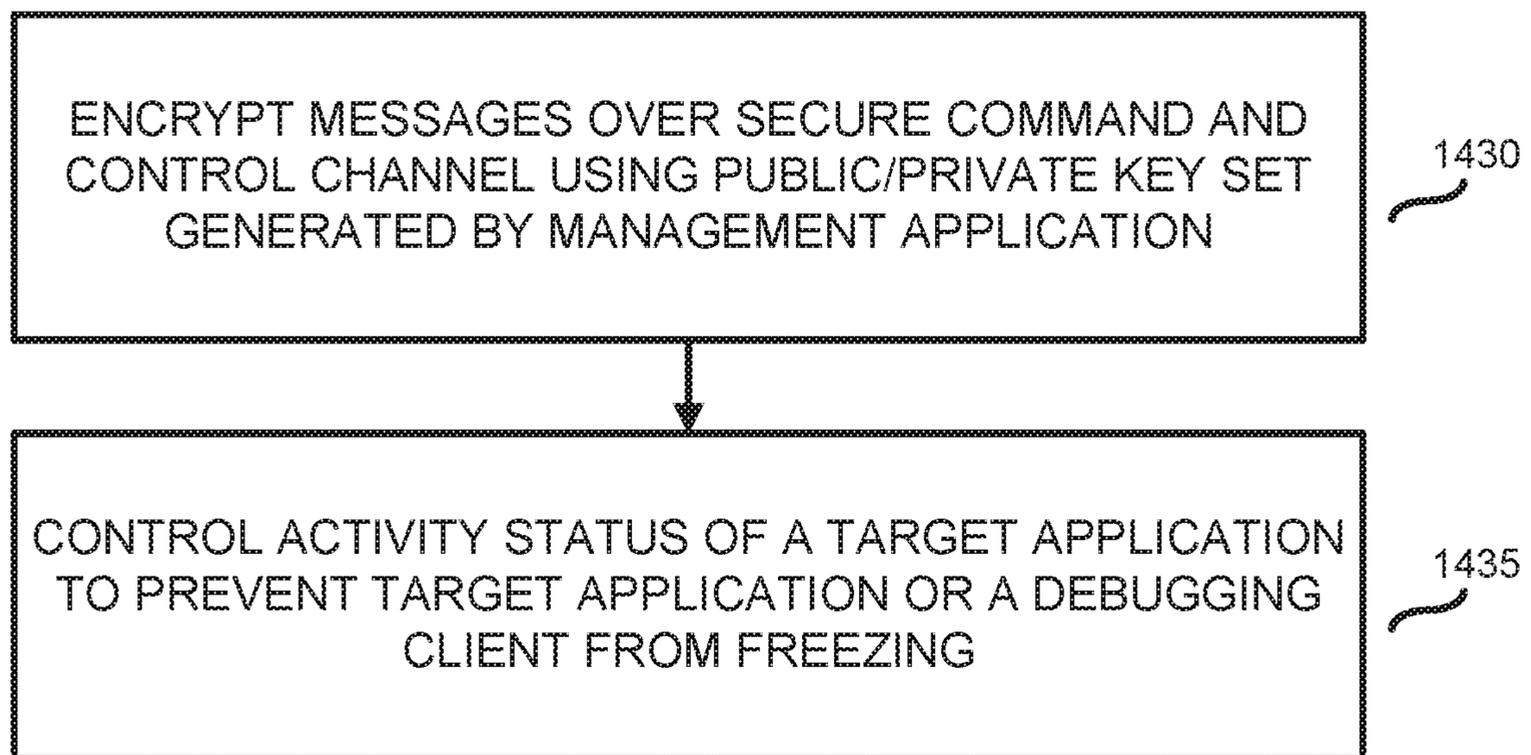 ENCRYPT MESSAGES OVER SECURE COMMAND AND
CONTROL CHANNEL USING PUBLIC/PRIVATE KEY SET
GENERATED BY MANAGEMENT APPLICATION
1430
CONTROL ACTIVITY STATUS OF A TARGET APPLICATION
TO PREVENT TARGET APPLICATION OR A DEBUGGING
CLIENT FROM FREEZING
1435